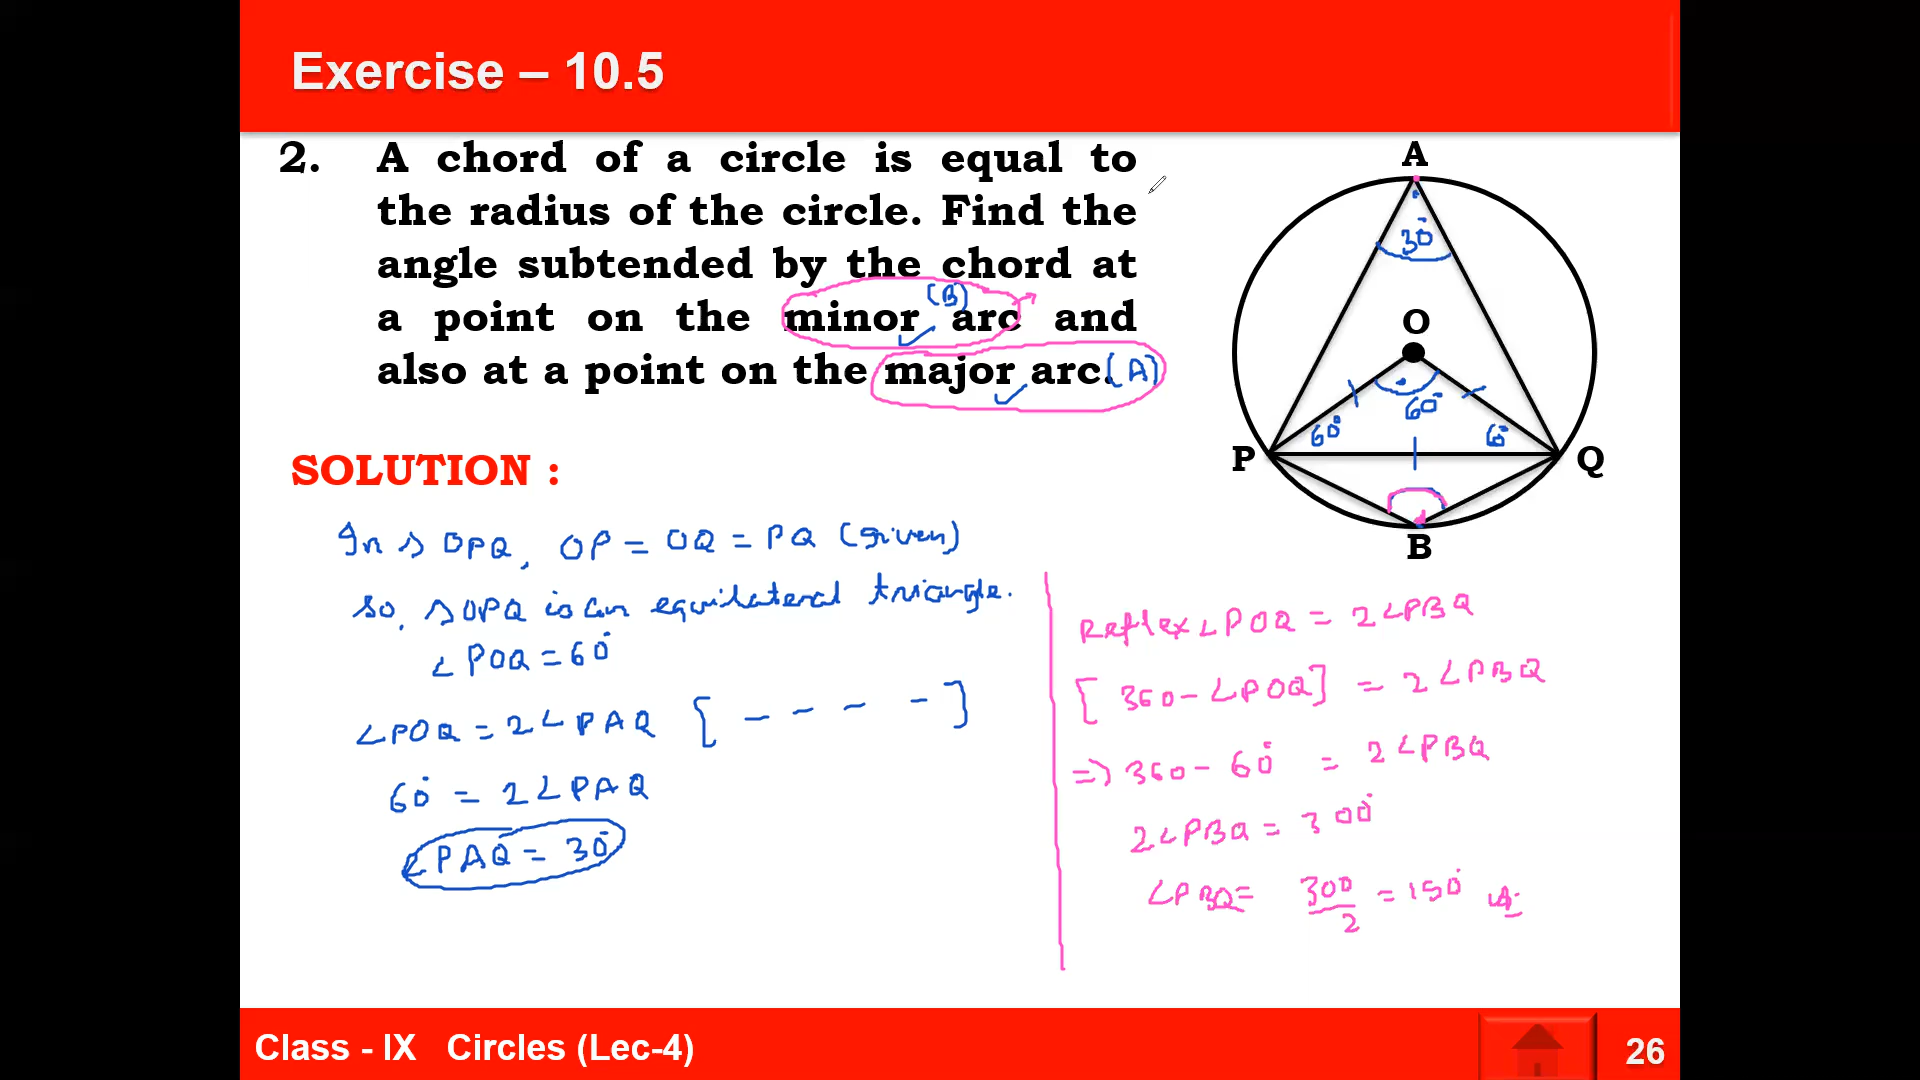 Exercise – 10.5
2. A chord of a circle is equal to
the radius of the circle. Find the
angle subtended by the chord at
(B)
a point on the minor arc and
also at a point on the major arc. (A)
SOLUTION :
In △ OPQ, OP = OQ = PQ (Given)
So, △OPQ is an equilateral triangle.
∠POQ = 60°
∠POQ = 2∠PAQ [ – – – – ]
60° = 2∠PAQ
∠PAQ = 30°
A
30°
O
60°
60°
60°
P
Q
B
Reflex ∠POQ = 2∠PBQ
[360 – ∠POQ] = 2∠PBQ
=> 360 – 60° = 2∠PBQ
2∠PBQ = 300°
∠PBQ = 300/2 = 150°
Class - IX Circles (Lec-4)
26